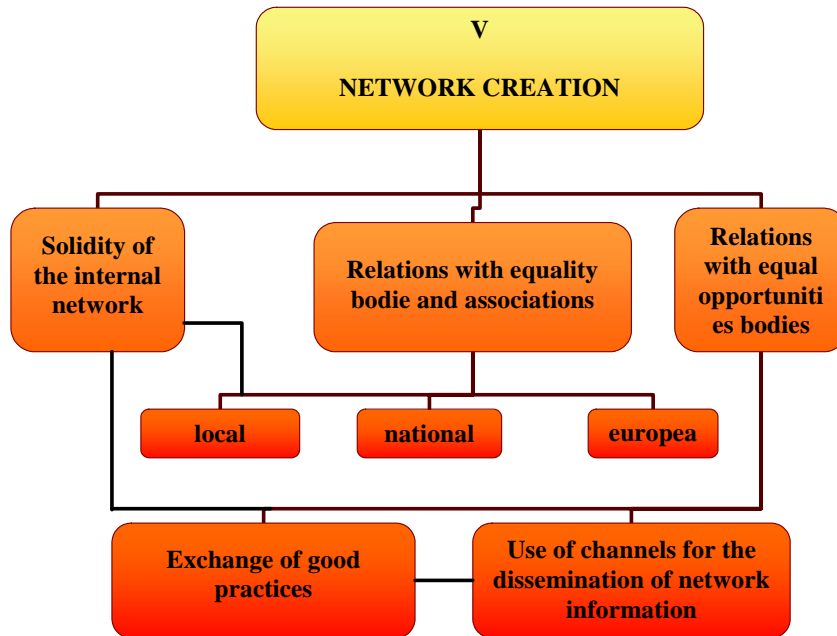 V
NETWORK CREATION
Solidity of
the internal
network
Relations with equality
bodie and associations
Relations
with equal
opportuniti
es bodies
local
national
europea
Exchange of good
practices
Use of channels for the
dissemination of network
information